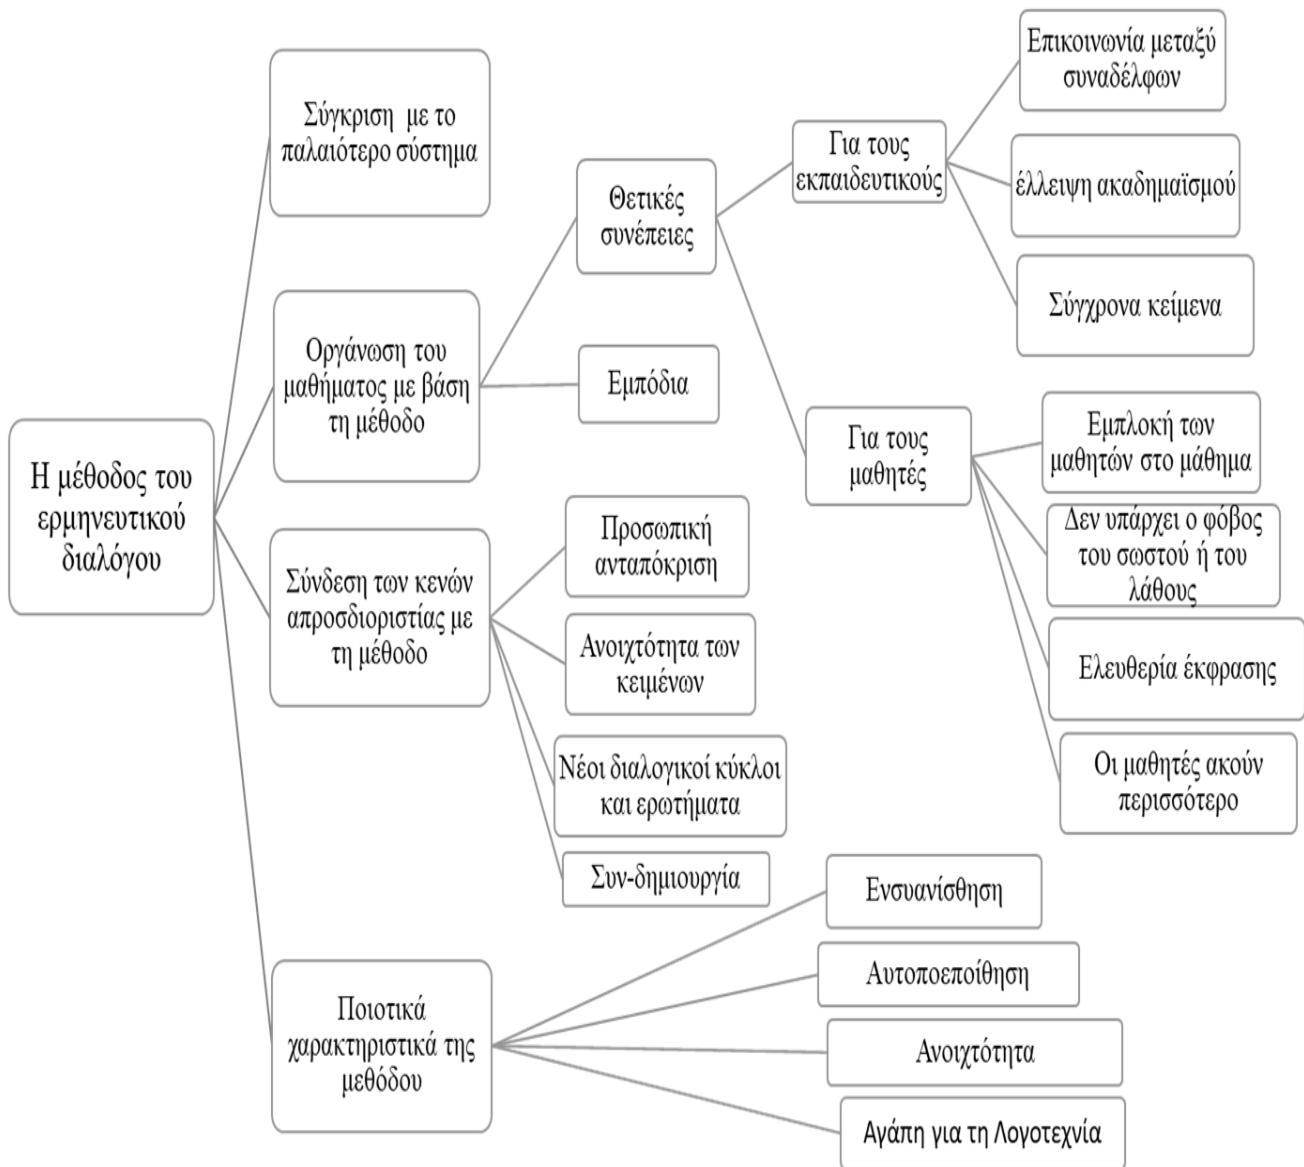 Η μέθοδος του
ερμηνευτικού
διαλόγου
Σύγκριση με το
παλαιότερο σύστημα
Οργάνωση του
μαθήματος με βάση
τη μέθοδο
Θετικές
συνέπειες
Για τους
εκπαιδευτικούς
Επικοινωνία μεταξύ
συναδέλφων
έλλειψη ακαδημαϊσμού
Σύγχρονα κείμενα
Για τους
μαθητές
Εμπλοκή των
μαθητών στο μάθημα
Δεν υπάρχει ο φόβος
του σωστού ή του
λάθους
Ελευθερία έκφρασης
Οι μαθητές ακούν
περισσότερο
Εμπόδια
Σύνδεση των κενών
απροσδιοριστίας με
τη μέθοδο
Προσωπική
ανταπόκριση
Ανοιχτότητα των
κειμένων
Νέοι διαλογικοί κύκλοι
και ερωτήματα
Συν-δημιουργία
Ποιοτικά
χαρακτηριστικά της
μεθόδου
Ενσυανίσθηση
Αυτοποεποίθηση
Ανοιχτότητα
Αγάπη για τη Λογοτεχνία